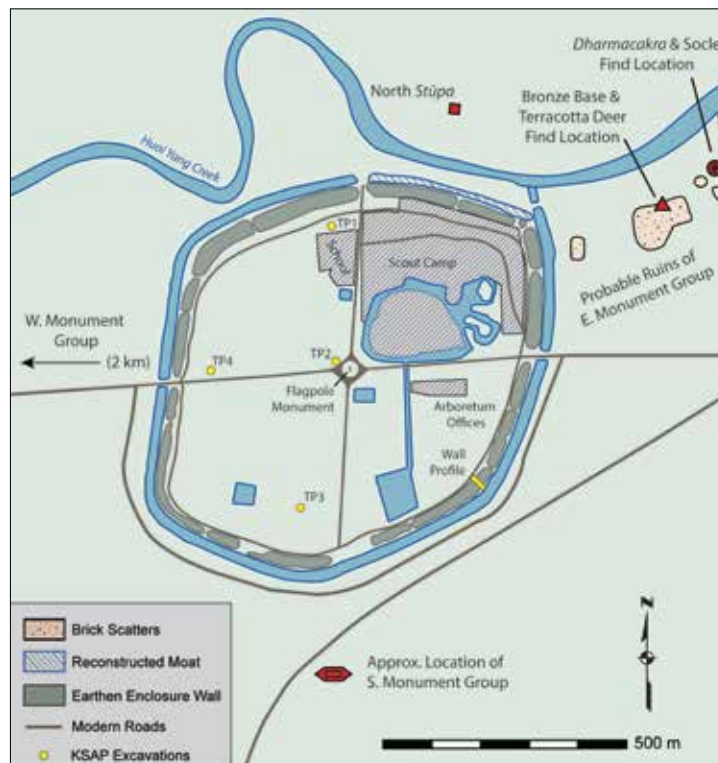 Dharmacakra & Socle
Find Location
North Stūpa
Bronze Base &
Terracotta Deer
Find Location
Huai Yang Creek
TP1
School
Scout Camp
Probable Ruins of
E. Monument Group
W. Monument
Group
(2 km)
TP4
TP2
Flagpole
Monument
Arboretum
Offices
Wall
Profile
TP3
Approx. Location of
S. Monument Group
N
500 m
Brick Scatters
Reconstructed Moat
Earthen Enclosure Wall
Modern Roads
KSAP Excavations